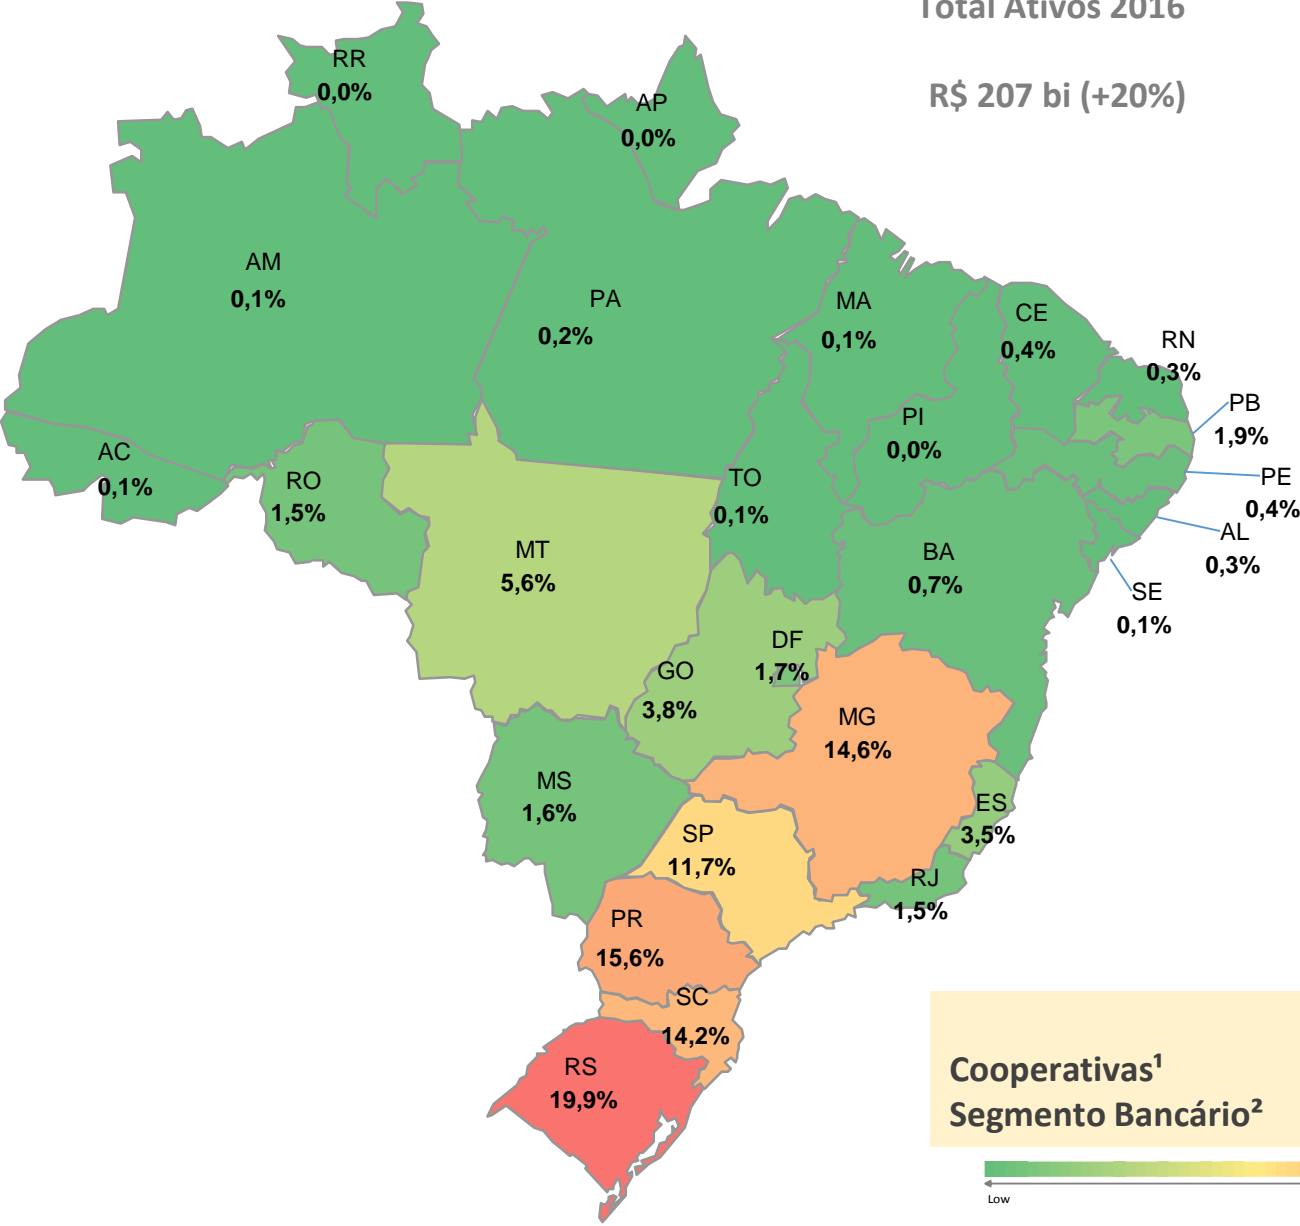 Total Ativos 2016
R$ 207 bi (+20%)
RR
0,0%
AP
0,0%
AM
0,1%
PA
0,2%
MA
0,1%
CE
0,4%
RN
0,3%
PB
1,9%
PI
0,0%
PE
0,4%
AC
0,1%
RO
1,5%
TO
0,1%
AL
0,3%
MT
5,6%
BA
0,7%
SE
0,1%
DF
1,7%
GO
3,8%
MG
14,6%
MS
1,6%
ES
3,5%
SP
11,7%
RJ
1,5%
PR
15,6%
SC
14,2%
RS
19,9%
Cooperativas¹
Segmento Bancário²
Low